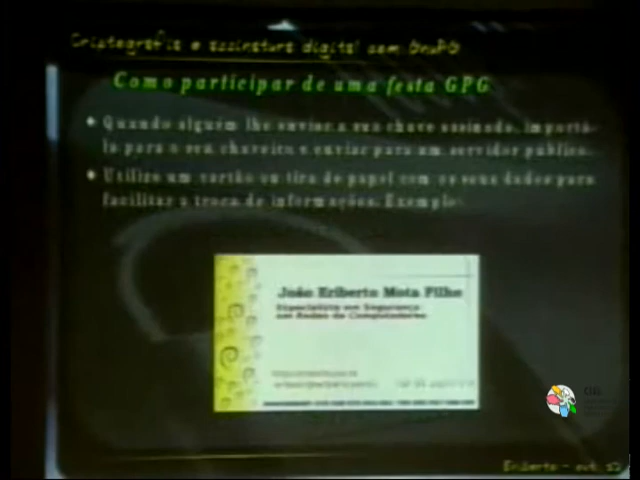 Criptografia e assinatura digital com GnuPG
Como participar de uma festa GPG
• Quando alguém lhe enviar a sua chave assinada, importá-
la para o seu chaveiro e enviar para um servidor público.
• Utilize um cartão ou tira de papel com os seus dados para
facilitar a troca de informações. Exemplo:
João Eriberto Mota Filho
Especialista em Segurança
em Redes de Computadores
Eriberto - out.